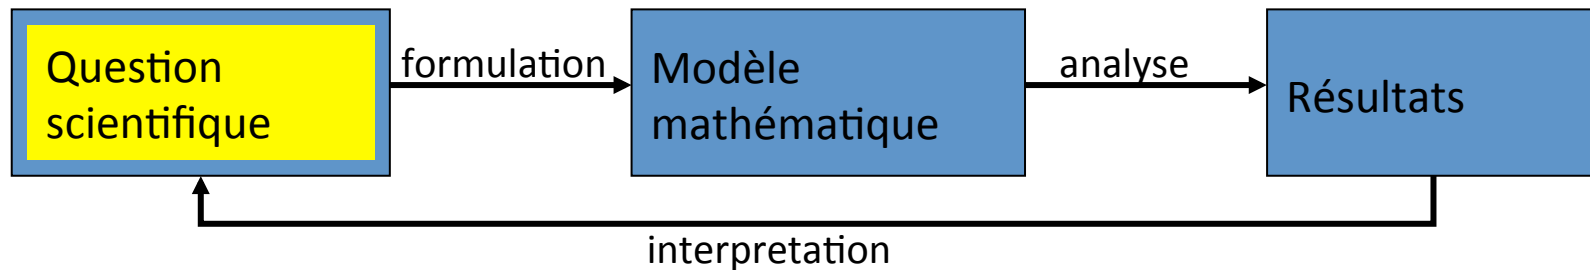 Question
scientifique
formulation
Modèle
mathématique
analyse
Résultats
interpretation